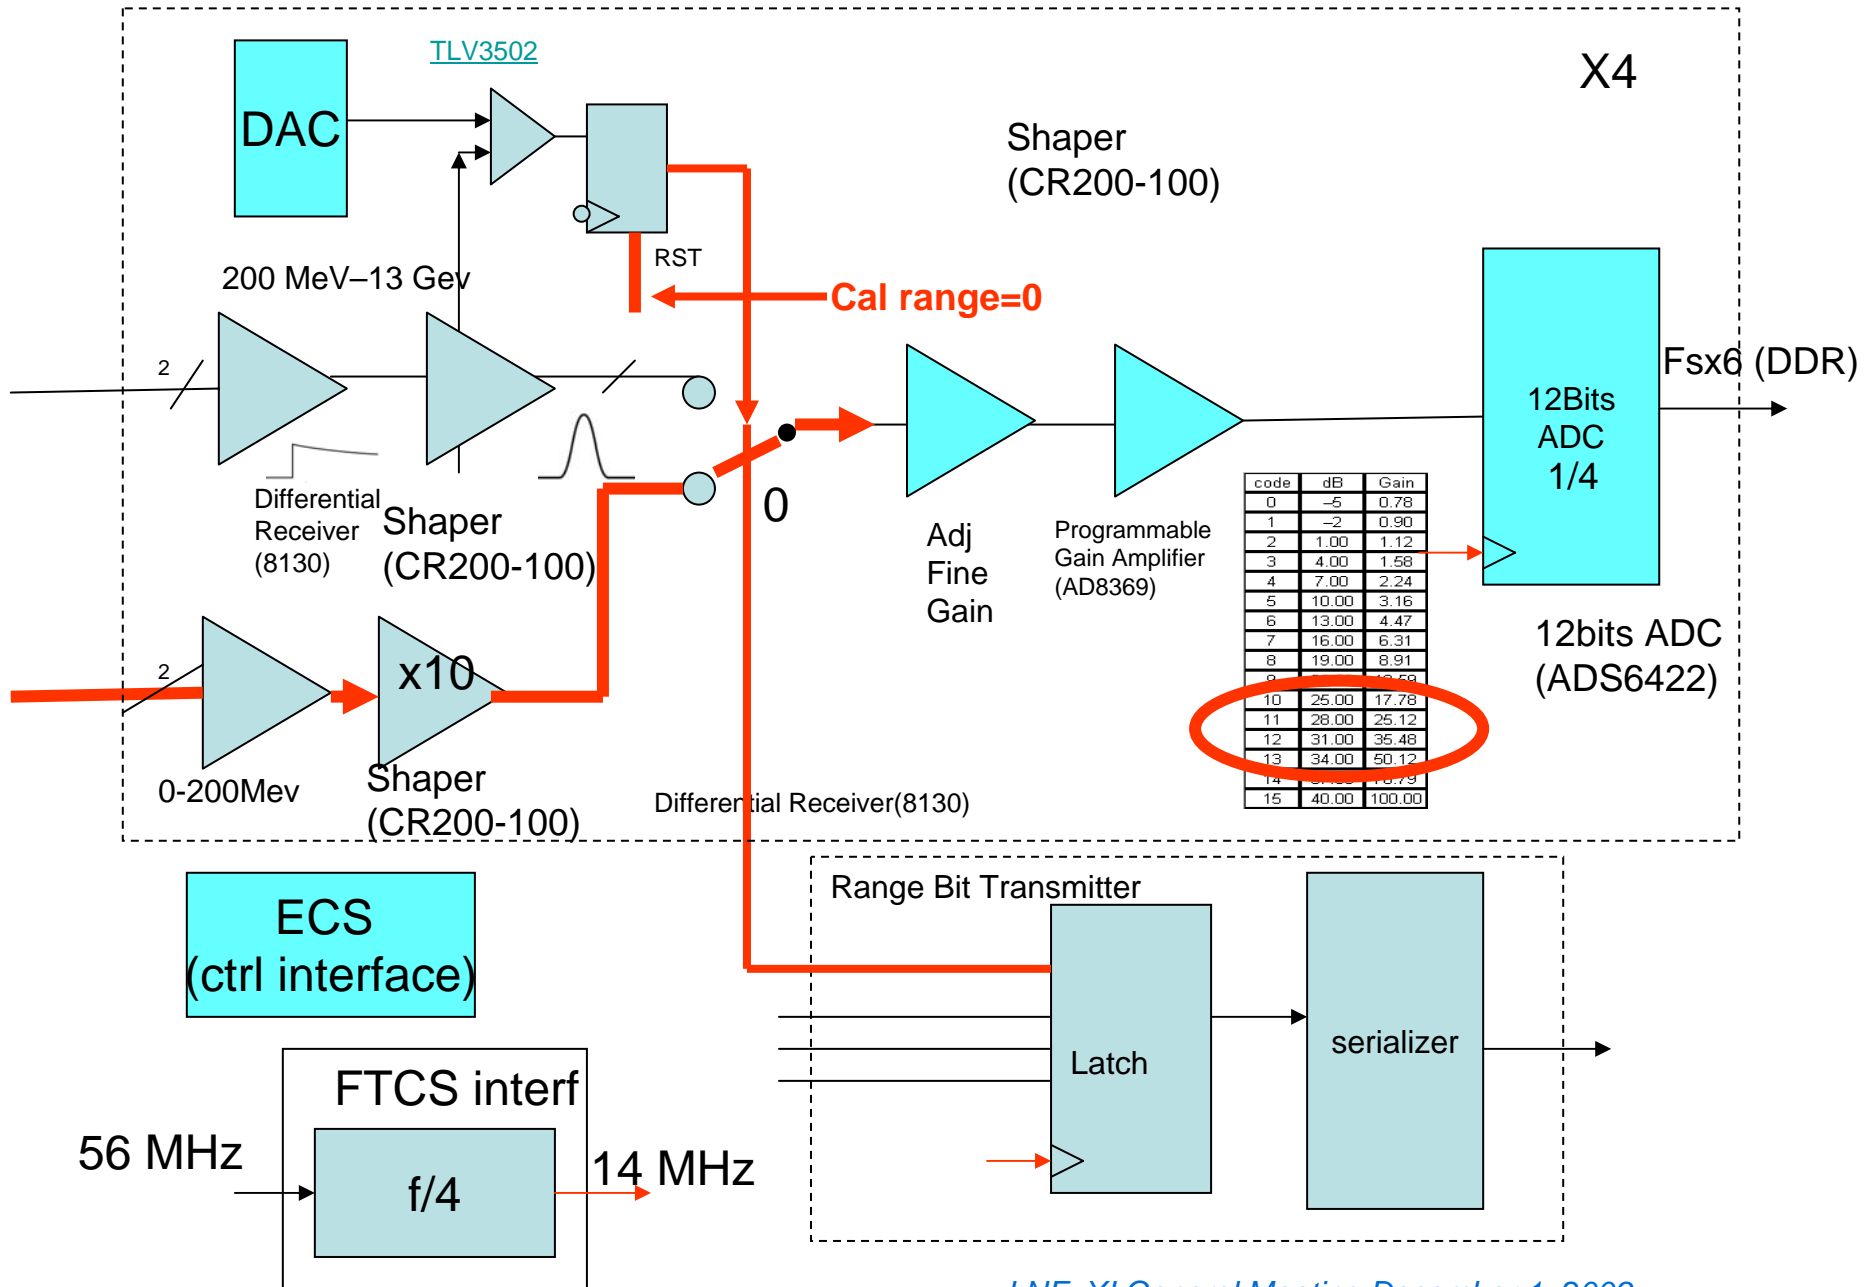 TLV3502
X4
DAC
Shaper
(CR200-100)
RST
200 MeV–13 Gev
Cal range=0
2
Fsx6 (DDR)
12Bits
ADC
1/4
Differential
Receiver
(8130)
Shaper
(CR200-100)
0
Adj
Fine
Gain
Programmable
Gain Amplifier
(AD8369)
code dB Gain
0 –5 0.78
1 –2 0.90
2 1.00 1.12
3 4.00 1.58
4 7.00 2.24
5 10.00 3.16
6 13.00 4.47
7 16.00 6.31
8 19.00 8.91
10 25.00 17.78
11 28.00 25.12
12 31.00 35.48
13 34.00 50.12
14
15 40.00 100.00
12bits ADC
(ADS6422)
2
x10
0-200Mev
Shaper
(CR200-100)
Differential Receiver(8130)
ECS
(ctrl interface)
Range Bit Transmitter
Latch
serializer
FTCS interf
56 MHz
f/4
14 MHz